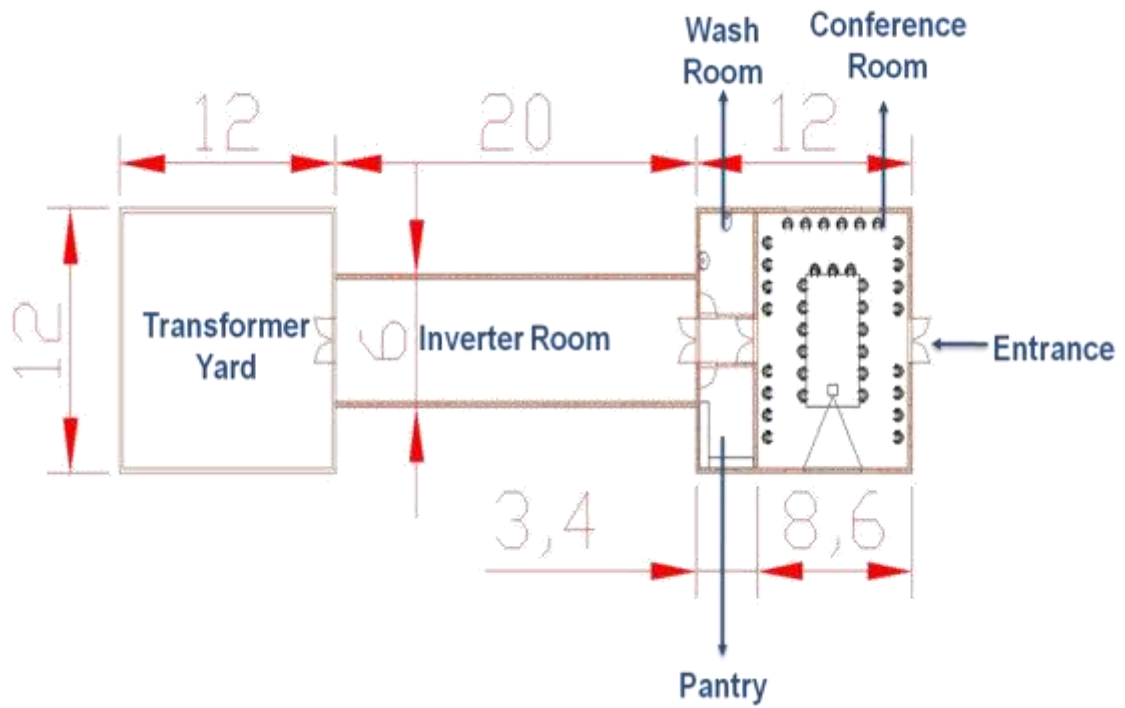 Wash
Room
Conference
Room
12
20
12
12
Transformer
Yard
6
Inverter Room
Entrance
3,4
8,6
Pantry